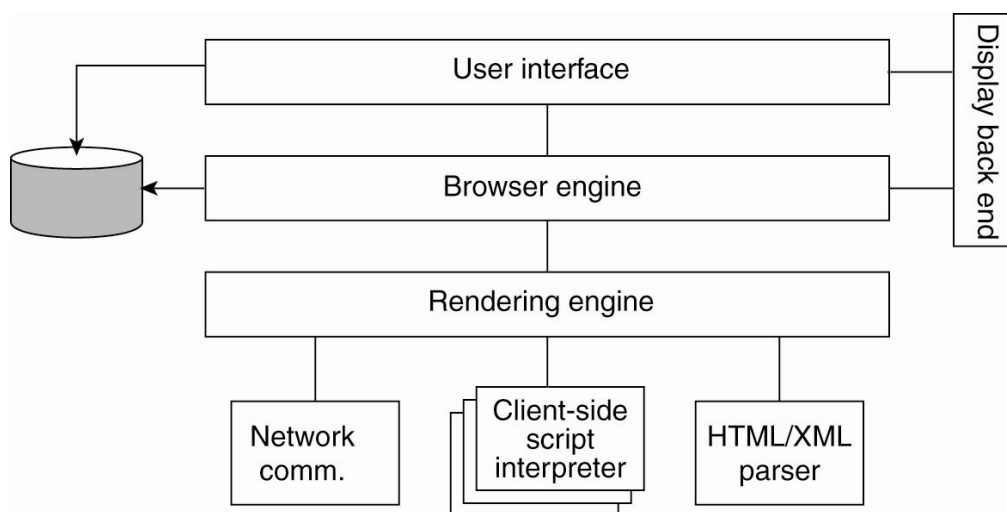 User interface
Display back end
Browser engine
Rendering engine
Network
comm.
Client-side
script
interpreter
HTML/XML
parser